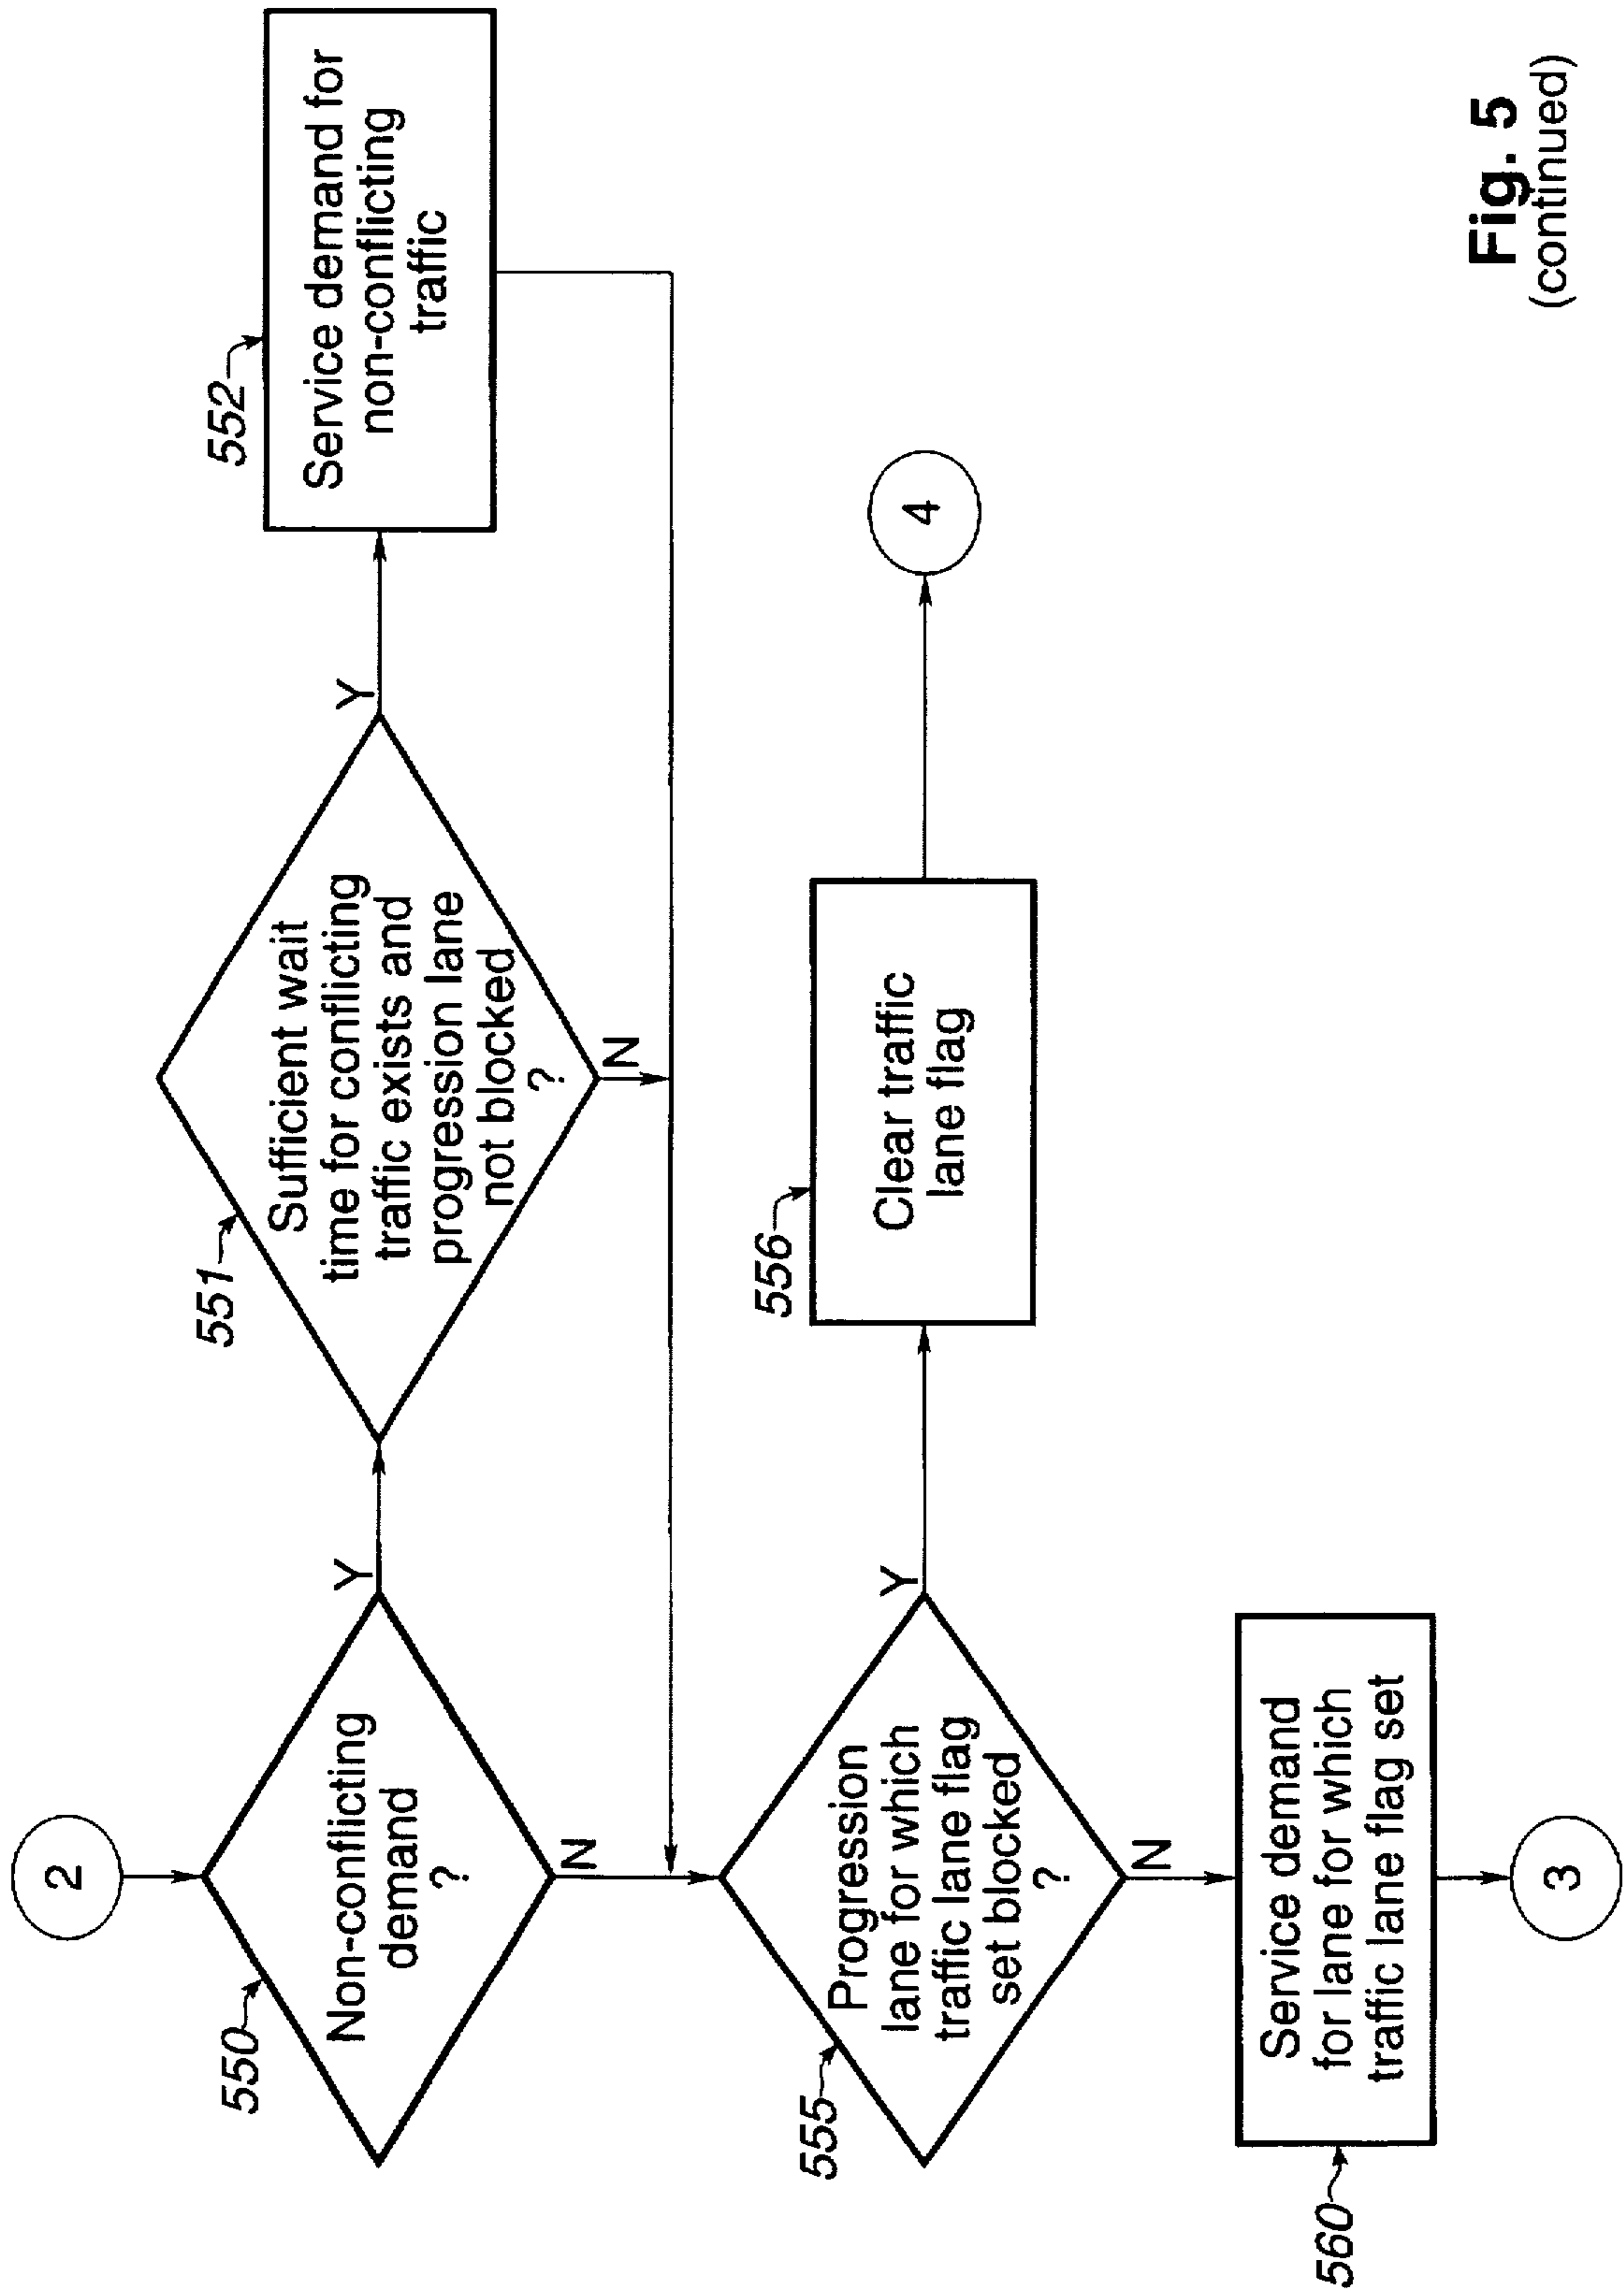 2
550
Non-conflicting
demand
?
Y
N
551
Sufficient wait
time for conflicting
traffic exists and
progression lane
not blocked
?
Y
N
552
Service demand for
non-conflicting
traffic
555
Progression
lane for which
traffic lane flag
set blocked
?
Y
N
556
Clear traffic
lane flag
4
560
Service demand
for lane for which
traffic lane flag set
3
Fig. 5
(continued)